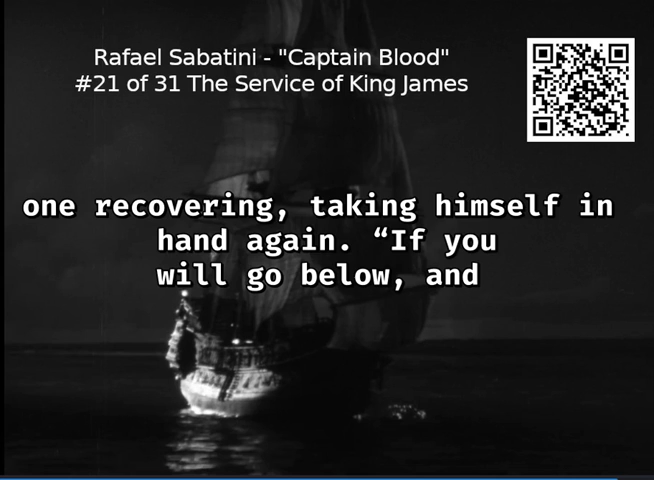 Rafael Sabatini - "Captain Blood"
#21 of 31 The Service of King James
one recovering, taking himself in
hand again. “If you
will go below, and